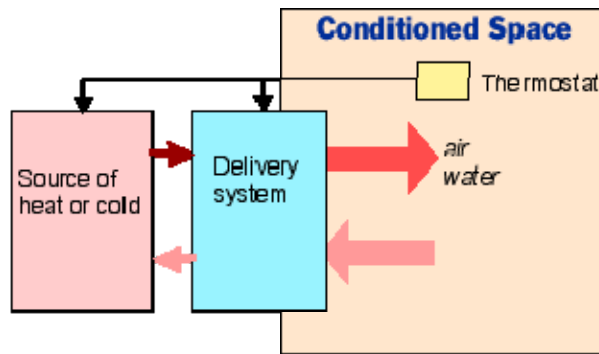 Conditioned Space
Thermostat
Source of
heat or cold
Delivery
system
air
water